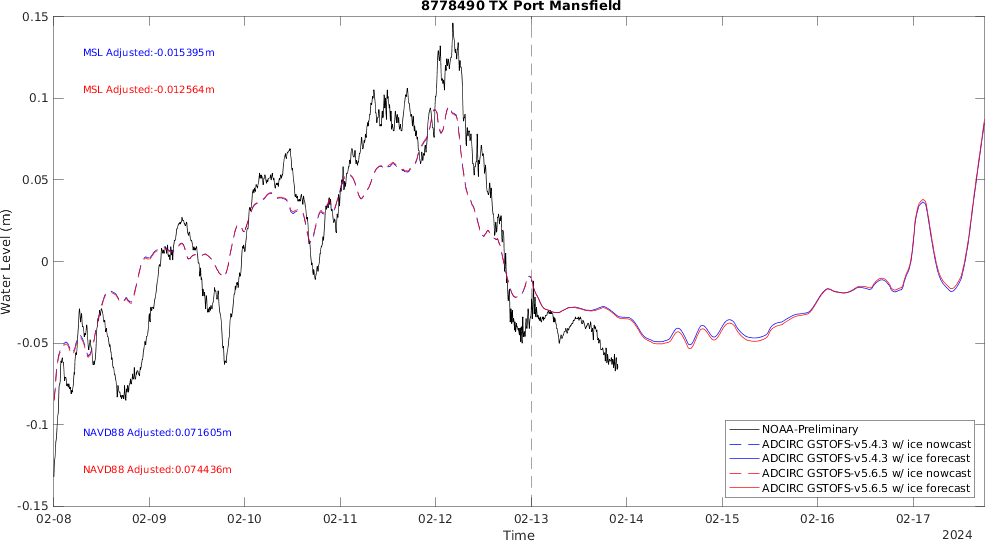 8778490 TX Port Mansfield
0.15
MSL Adjusted:-0.015395m
MSL Adjusted:-0.012564m
0.1
0.05
0
-0.05
-0.1
-0.15
Water Level (m)
NAVD88 Adjusted:0.071605m
NAVD88 Adjusted:0.074436m
NOAA-Preliminary
ADCIRC GSTOFS-v5.4.3 w/ ice nowcast
ADCIRC GSTOFS-v5.4.3 w/ ice forecast
ADCIRC GSTOFS-v5.6.5 w/ ice nowcast
ADCIRC GSTOFS-v5.6.5 w/ ice forecast
02-08 02-09 02-10 02-11 02-12 02-13 02-14 02-15 02-16 02-17
Time
2024